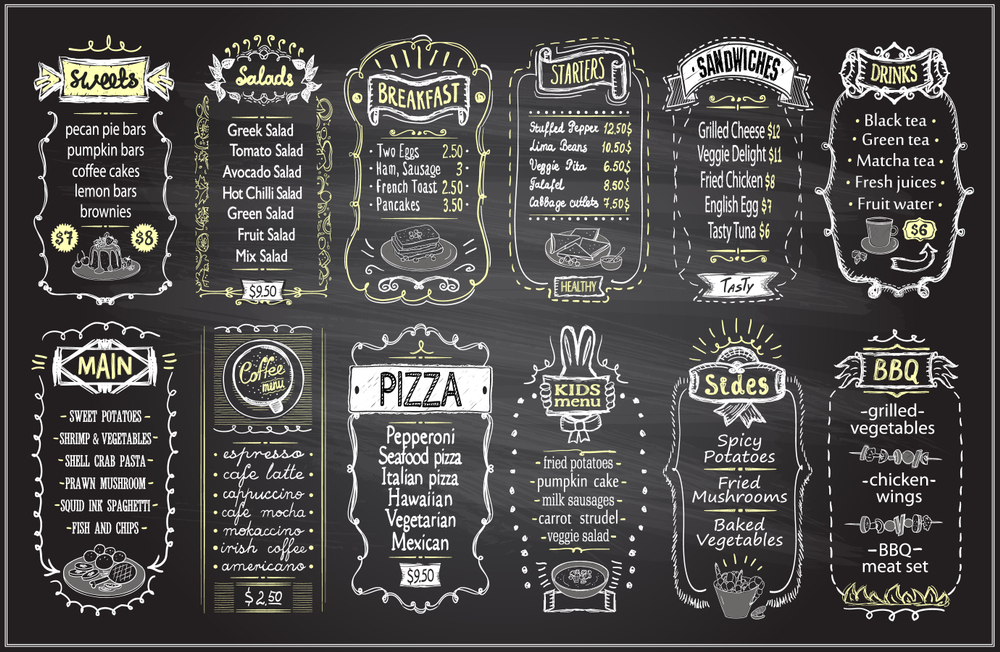 Sweets
pecan pie bars
pumpkin bars
coffee cakes
lemon bars
brownies
$7
$8
Salads
Greek Salad
Tomato Salad
Avocado Salad
Hot Chilli Salad
Green Salad
Fruit Salad
Mix Salad
$9.50
BREAKFAST
• Two Eggs 2.50 •
• Ham, Sausage 3 •
• French Toast 2.50 •
• Pancakes 3.50 •
STARTERS
Stuffed Pepper 12.50$
Lima Beans 10.50$
Veggie Pita 6.50$
Falafel 8.50$
Cabbage cutlets 7.50$
HEALTHY
SANDWICHES
Grilled Cheese $12
Veggie Delight $11
Fried Chicken $8
English Egg $7
Tasty Tuna $6
TASTY
DRINKS
• Black tea •
• Green tea •
• Matcha tea •
• Fresh juices •
• Fruit water •
$6
MAIN
- SWEET POTATOES -
- SHRIMP & VEGETABLES -
- SHELL CRAB PASTA -
- PRAWN MUSHROOM -
- SQUID INK SPAGHETTI -
- FISH AND CHIPS -
Coffee
menu
• espresso •
• cafe latte •
• cappuccino •
• cafe mocha •
• mokaccino •
• irish coffee •
• americano •
$2,50
PIZZA
Pepperoni
Seafood pizza
Italian pizza
Hawaiian
Vegetarian
Mexican
$9.50
KIDS
menu
- fried potatoes -
- pumpkin cake -
- milk sausages -
- carrot strudel -
- veggie salad -
Sides
Spicy
Potatoes
Fried
Mushrooms
Baked
Vegetables
BBQ
-grilled-
vegetables
-chicken-
wings
-BBQ-
meat set